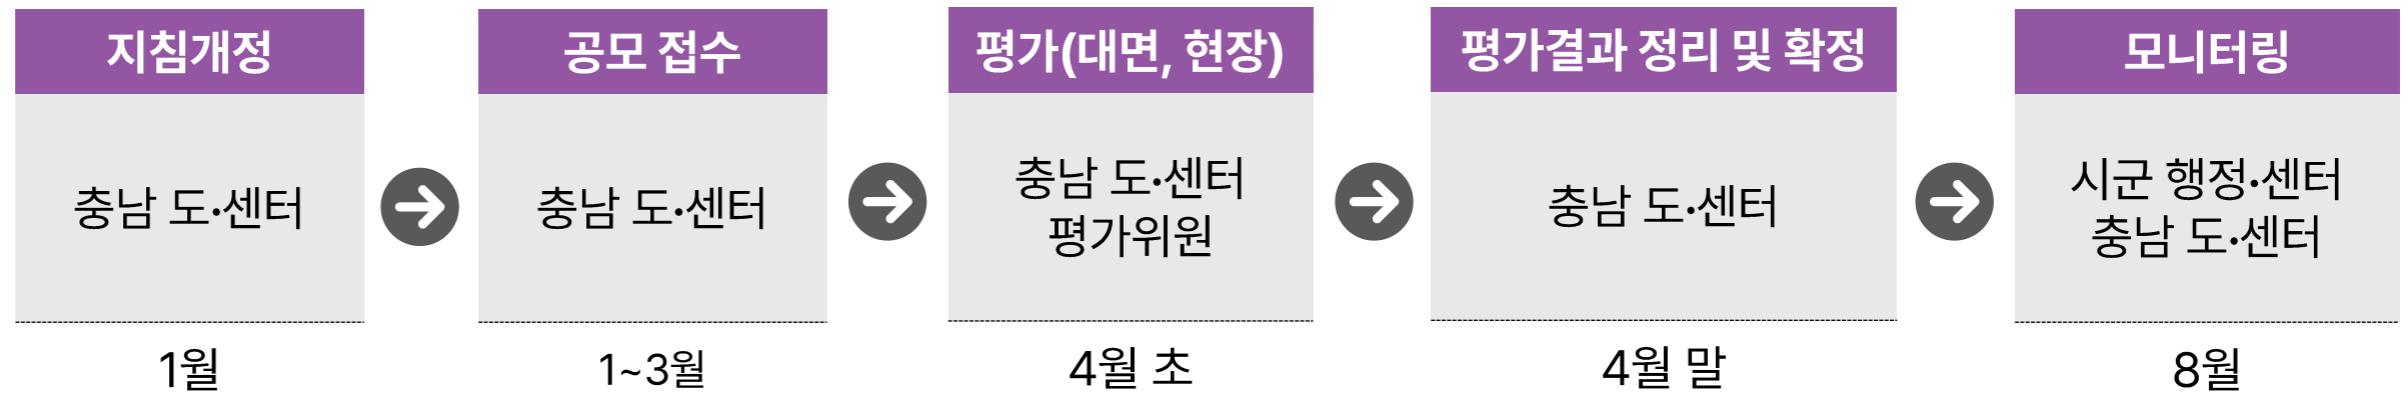 지침개정
충남 도·센터
1월
공모 접수
충남 도·센터
1~3월
평가(대면, 현장)
충남 도·센터
평가위원
4월 초
평가결과 정리 및 확정
충남 도·센터
4월 말
모니터링
시군 행정·센터
충남 도·센터
8월